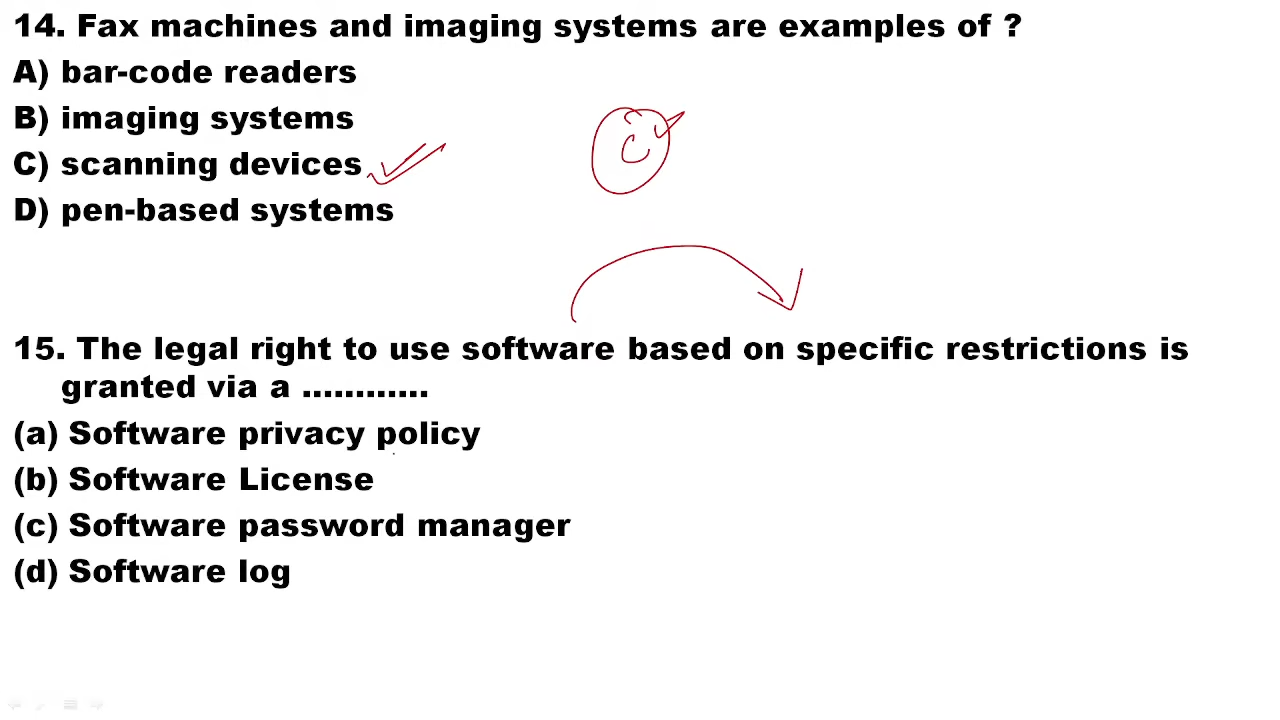 14. Fax machines and imaging systems are examples of ?
A) bar-code readers
B) imaging systems
C) scanning devices
C
D) pen-based systems
15. The legal right to use software based on specific restrictions is
granted via a ............
(a) Software privacy policy
(b) Software License
(c) Software password manager
(d) Software log